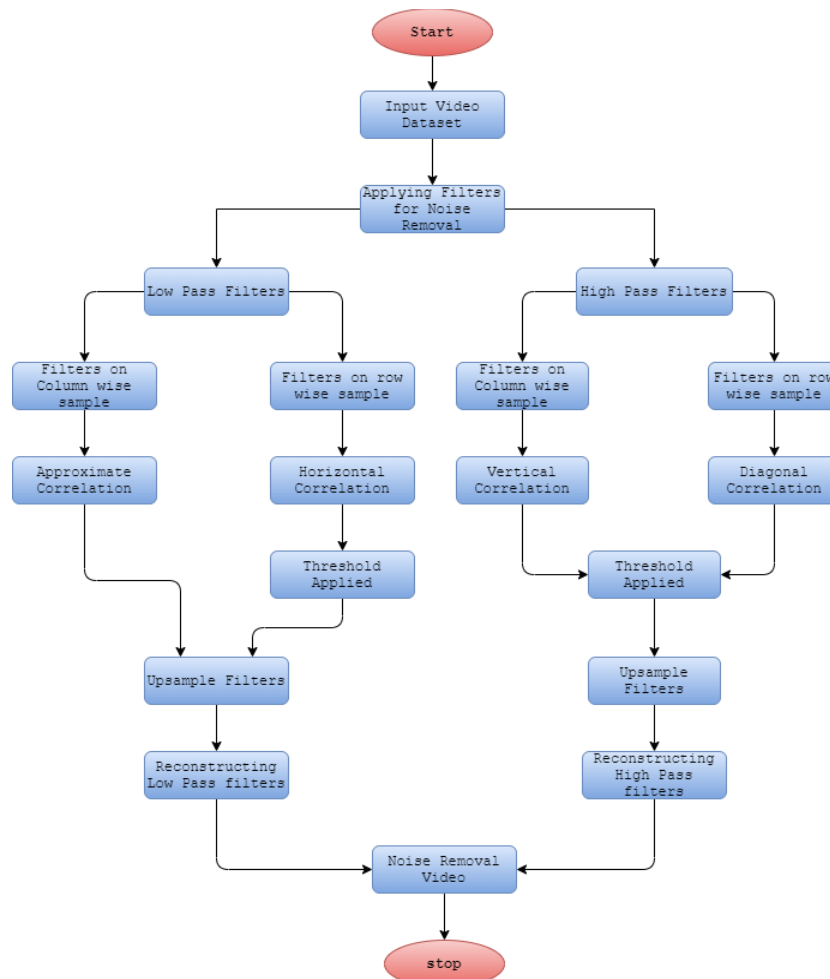 Start
Input Video
Dataset
Applying Filters
for Noise
Removal
Low Pass Filters
High Pass Filters
Filters on
Column wise
sample
Filters on row
wise sample
Filters on
Column wise
sample
Filters on row
wise sample
Approximate
Correlation
Horizontal
Correlation
Vertical
Correlation
Diagonal
Correlation
Threshold
Applied
Threshold
Applied
Upsample Filters
Upsample
Filters
Reconstructing
Low Pass filters
Reconstructing
High Pass
filters
Noise Removal
Video
stop